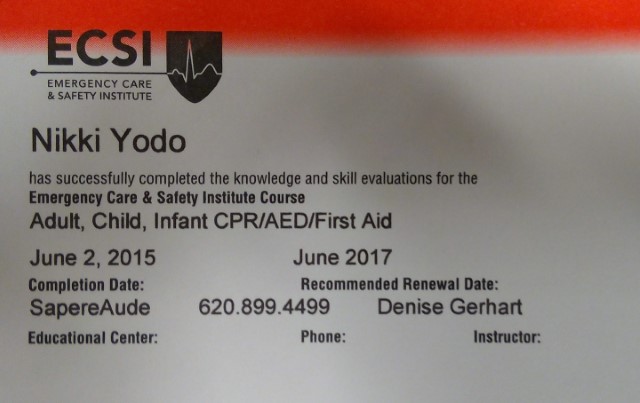 ECSI
EMERGENCY CARE
& SAFETY INSTITUTE
Nikki Yodo
has successfully completed the knowledge and skill evaluations for the
Emergency Care & Safety Institute Course
Adult, Child, Infant CPR/AED/First Aid
June 2, 2015 June 2017
Completion Date: Recommended Renewal Date:
SapereAude 620.899.4499 Denise Gerhart
Educational Center: Phone: Instructor: